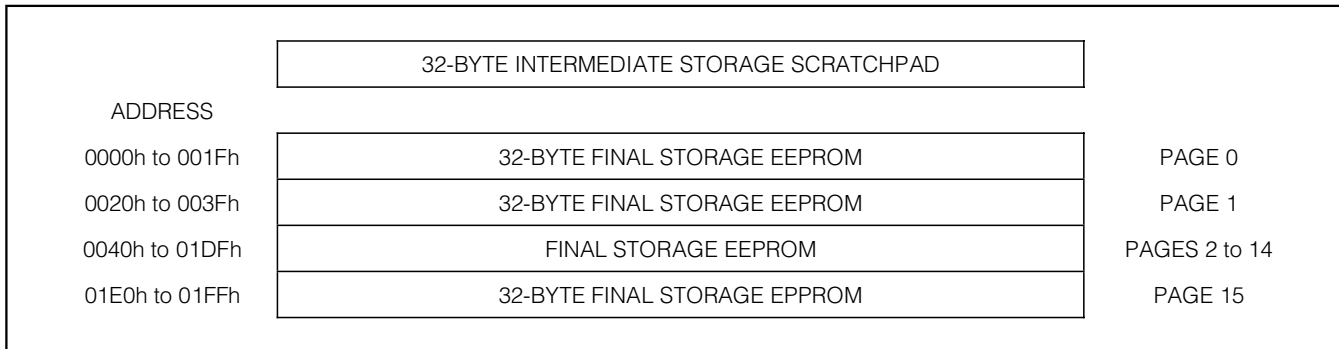 32-BYTE INTERMEDIATE STORAGE SCRATCHPAD
ADDRESS
0000h to 001Fh 32-BYTE FINAL STORAGE EEPROM PAGE 0
0020h to 003Fh 32-BYTE FINAL STORAGE EEPROM PAGE 1
0040h to 01DFh FINAL STORAGE EEPROM PAGES 2 to 14
01E0h to 01FFh 32-BYTE FINAL STORAGE EPPROM PAGE 15